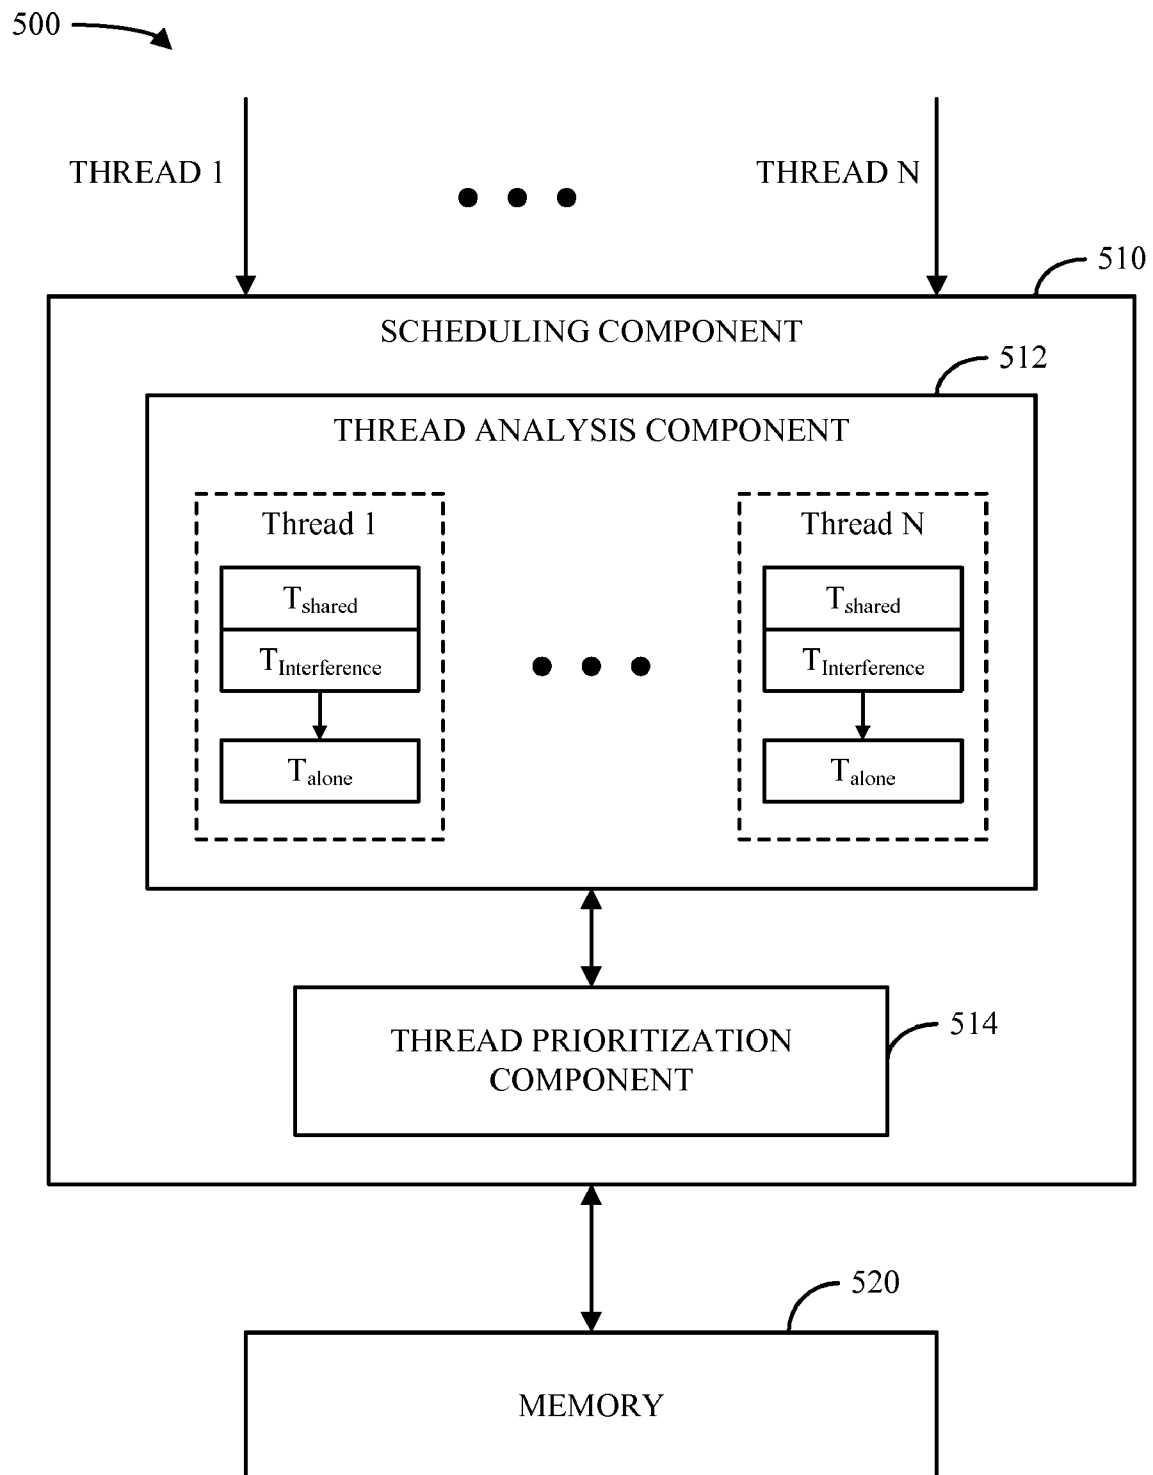 500
THREAD 1
THREAD N
510
SCHEDULING COMPONENT
512
THREAD ANALYSIS COMPONENT
Thread 1
Thread N
Tshared
Tshared
TInterference
TInterference
Talone
Talone
THREAD PRIORITIZATION
COMPONENT
514
520
MEMORY